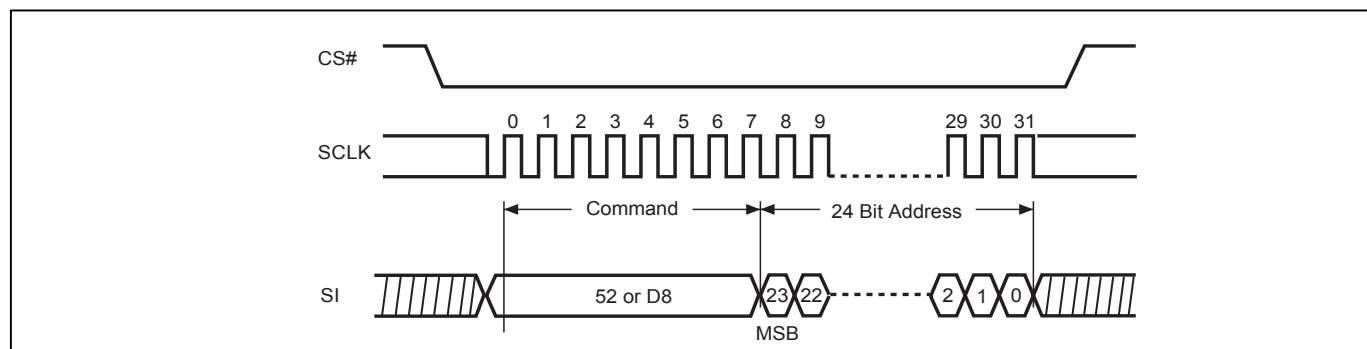 CS#
0 1 2 3 4 5 6 7 8 9 29 30 31
SCLK
Command 24 Bit Address
SI 52 or D8 23 22 2 1 0
MSB